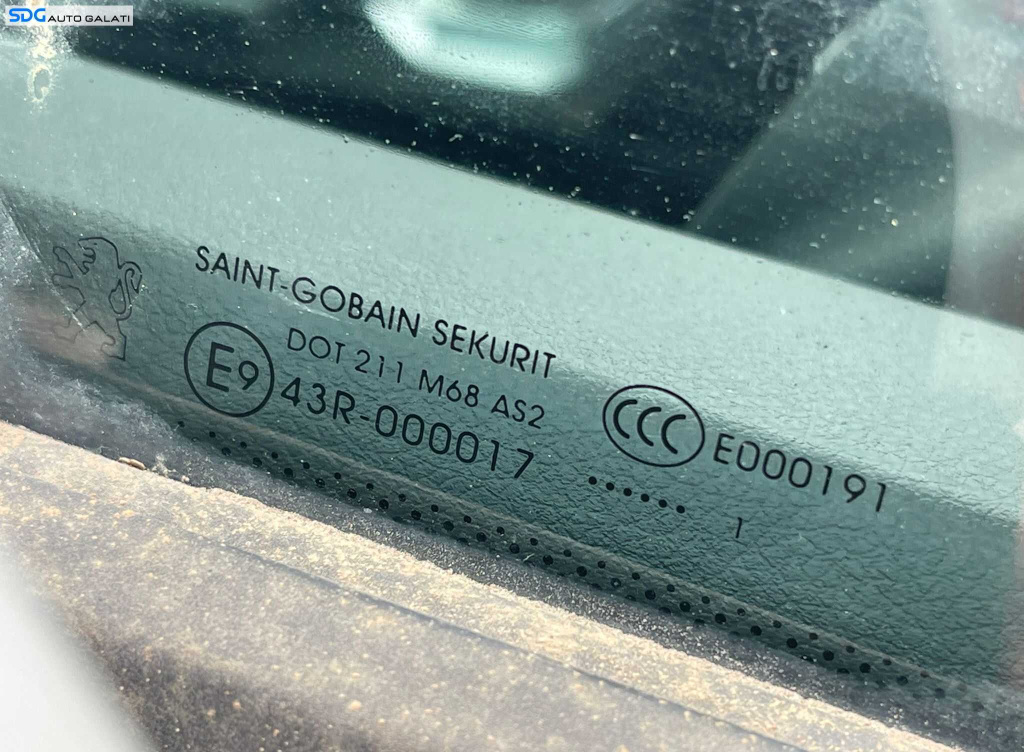 SDG AUTO GALATI
SAINT-GOBAIN SEKURIT
DOT 211 M68 AS2
E9 43R-000017
CCC E000191
1